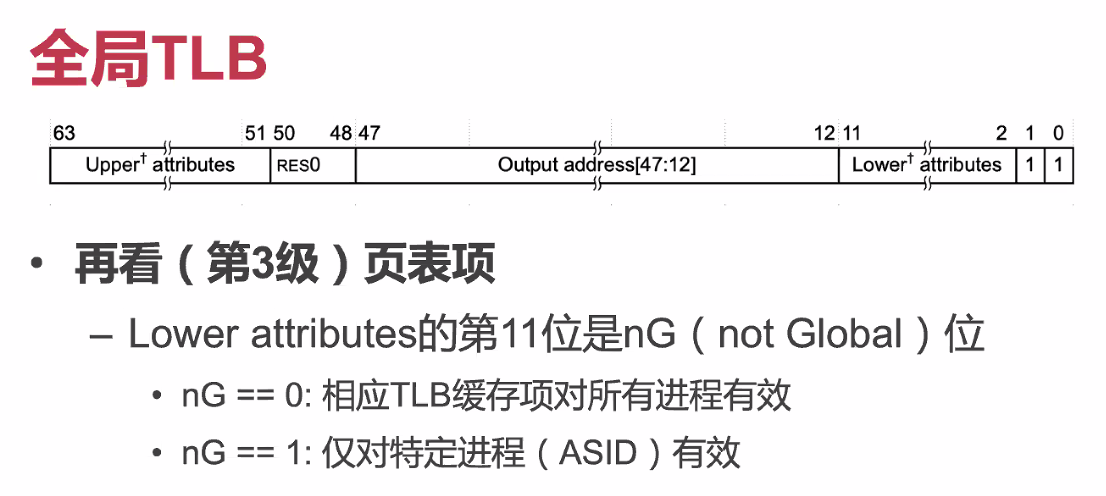 全局TLB
63 51 50 48 47 12 11 2 1 0
Upper† attributes RES0 Output address[47:12] Lower† attributes 1 1
• 再看（第3级）页表项
– Lower attributes的第11位是nG（not Global）位
• nG == 0: 相应TLB缓存项对所有进程有效
• nG == 1: 仅对特定进程（ASID）有效